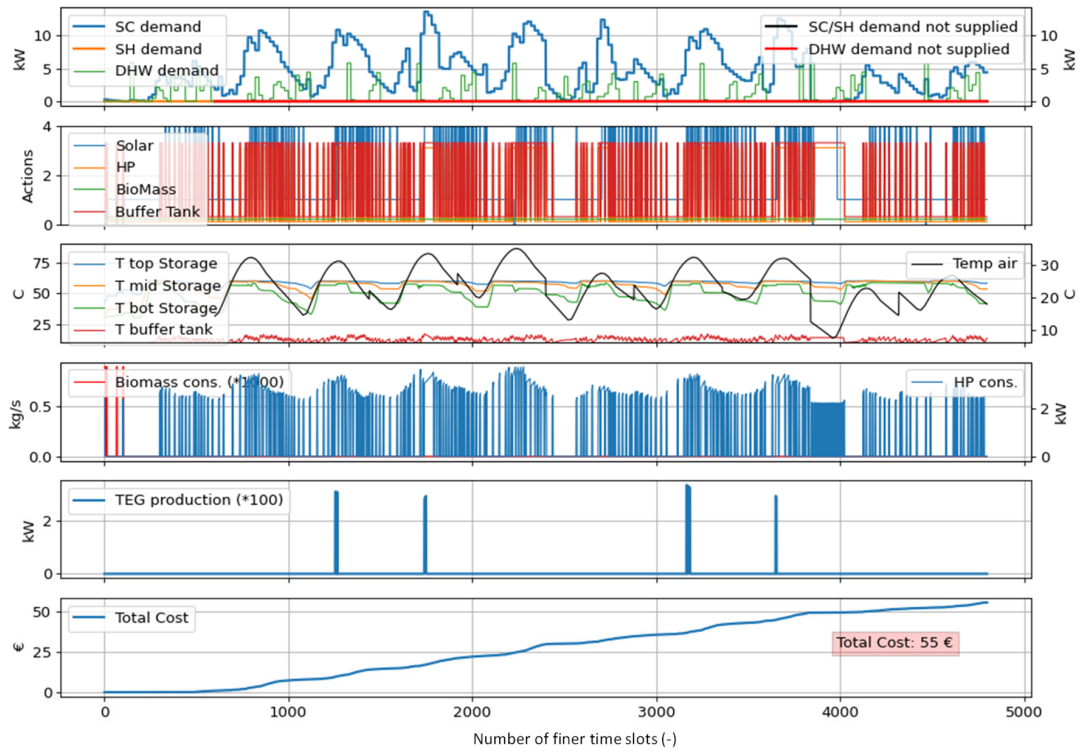 SC demand
SH demand
DHW demand
SC/SH demand not supplied
DHW demand not supplied
kW
10
5
0
10
5
0
kW
Solar
HP
BioMass
Buffer Tank
Actions
4
2
0
T top Storage
T mid Storage
T bot Storage
T buffer tank
Temp air
C
75
50
25
30
20
10
C
Biomass cons. (*1000)
HP cons.
kg/s
0.5
0.0
2
0
kW
TEG production (*100)
kW
2
0
Total Cost
Total Cost: 55 €
€
50
25
0
0
1000
2000
3000
4000
5000
Number of finer time slots (-)